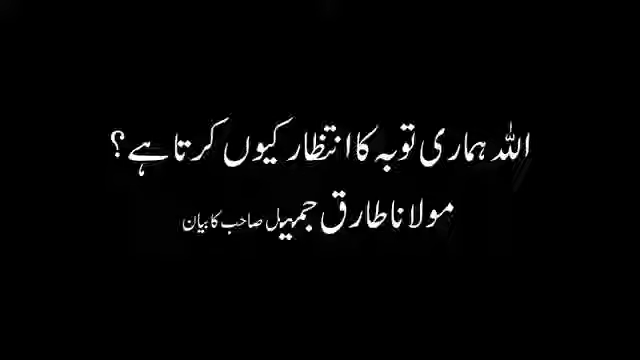 اللہ ہماری توبہ کا انتظار کیوں کرتا ہے؟
مولانا طارق جمیل صاحب کا بیان